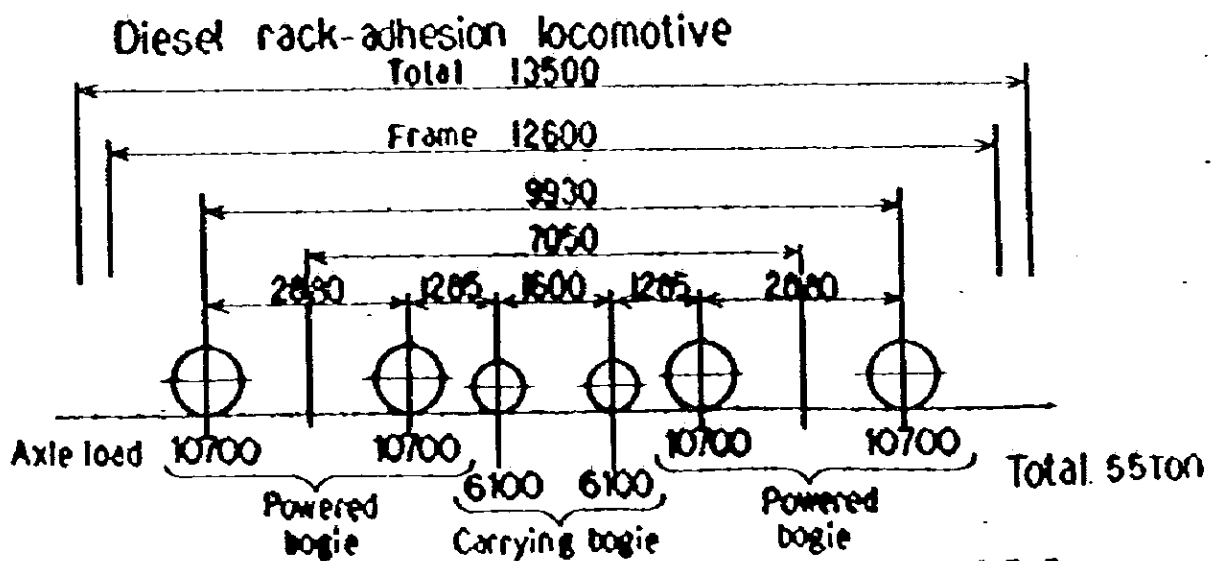 Diesel rack-adhesion locomotive
Total 13500
Frame 12600
9930
7050
2880 1285 1600 1285 2880
Axle load 10700 10700 6100 6100 10700 10700 Total 55Ton
Powered bogie Carrying bogie Powered bogie